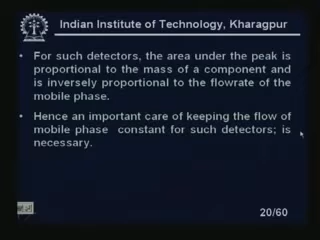 Indian Institute of Technology, Kharagpur
• For such detectors, the area under the peak is
proportional to the mass of a component and
is inversely proportional to the flowrate of the
mobile phase.
• Hence an important care of keeping the flow of
mobile phase constant for such detectors; is
necessary.
20/60